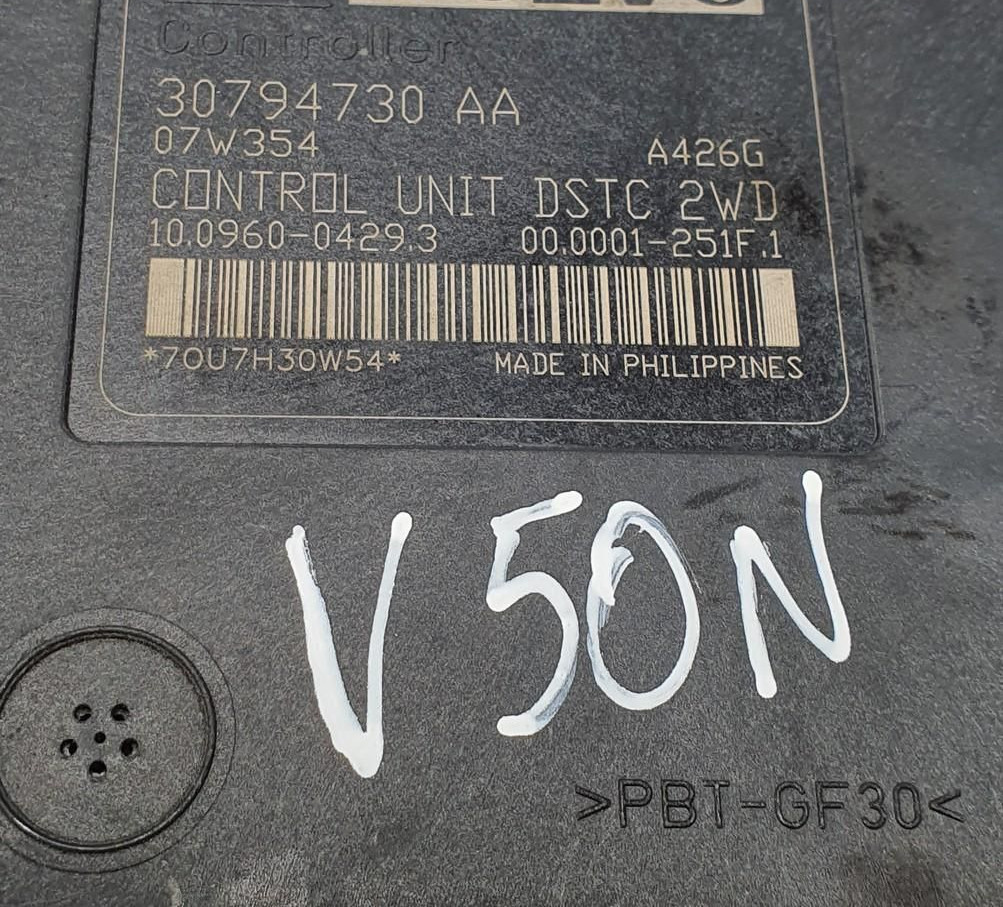 Controller
30794730 AA
07W354 A426G
CONTROL UNIT DSTC 2WD
10.0960-0429.3 00.0001-251F.1
*70U7H30W54* MADE IN PHILIPPINES
V 50N
>PBT-GF30<